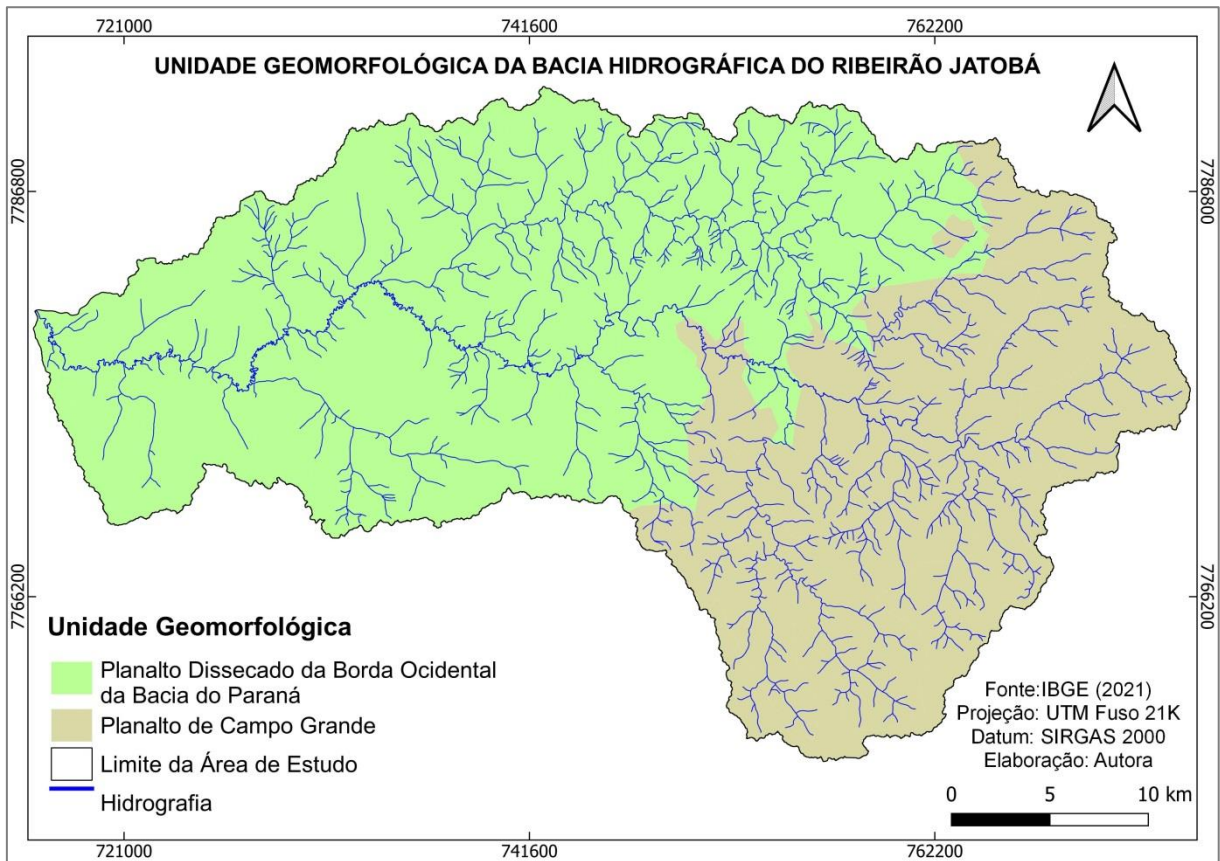 721000
741600
762200
UNIDADE GEOMORFOLÓGICA DA BACIA HIDROGRÁFICA DO RIBEIRÃO JATOBÁ
7786800
7786800
7766200
7766200
Unidade Geomorfológica
Planalto Dissecado da Borda Ocidental
da Bacia do Paraná
Planalto de Campo Grande
Limite da Área de Estudo
Hidrografia
Fonte:IBGE (2021)
Projeção: UTM Fuso 21K
Datum: SIRGAS 2000
Elaboração: Autora
0 5 10 km
721000
741600
762200